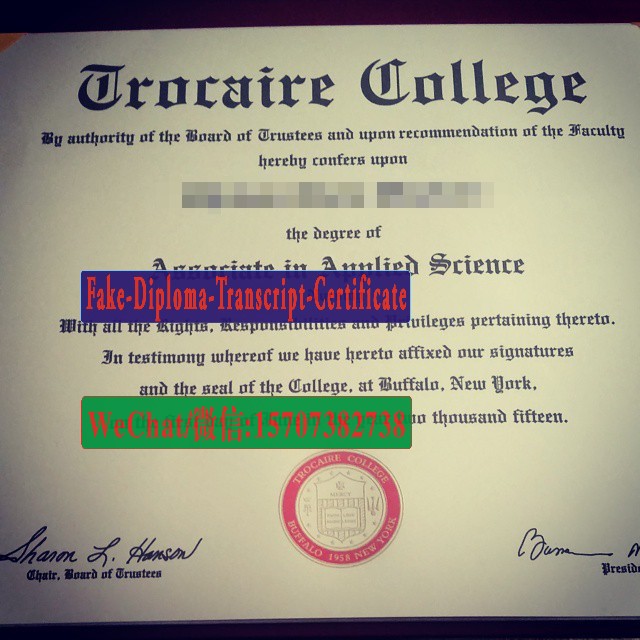 Trocaire College
By authority of the Board of Trustees and upon recommendation of the Faculty
hereby confers upon
the degree of
Associate in Applied Science
Fake-Diploma-Transcript-Certificate
With all the Rights, Responsibilities and Privileges pertaining thereto.
In testimony whereof we have hereto affixed our signatures
and the seal of the College, at Buffalo, New York,
two thousand fifteen.
WeChat/微信:15707382738
TROCAIRE COLLEGE
MERCY
BUFFALO 1958 NEW YORK
Sharon L. Hanson
Chair, Board of Trustees